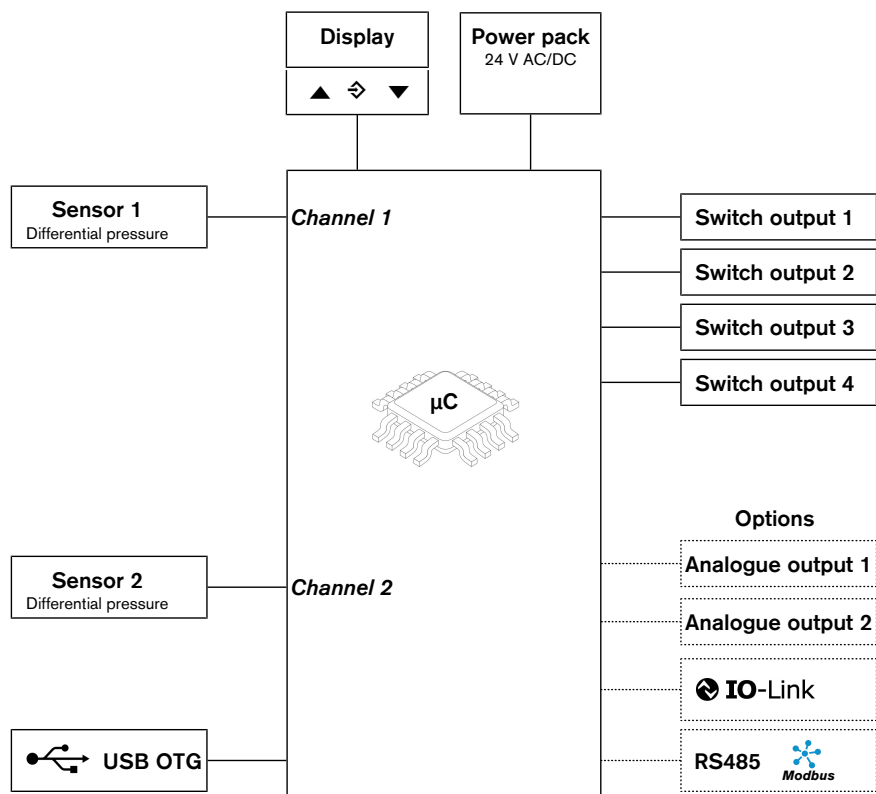 Display
Power pack
24 V AC/DC
Sensor 1
Differential pressure
Channel 1
Switch output 1
Switch output 2
Switch output 3
Switch output 4
µC
Options
Analogue output 1
Sensor 2
Differential pressure
Channel 2
Analogue output 2
IO-Link
USB OTG
RS485
Modbus